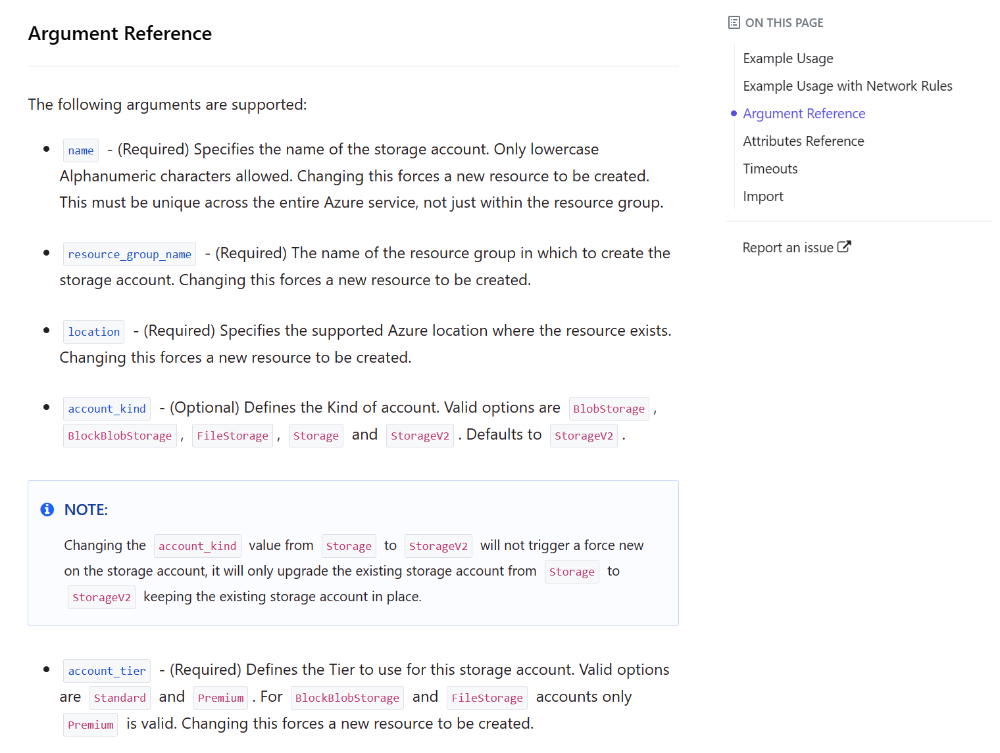 Argument Reference
The following arguments are supported:
name - (Required) Specifies the name of the storage account. Only lowercase
Alphanumeric characters allowed. Changing this forces a new resource to be created.
This must be unique across the entire Azure service, not just within the resource group.
resource_group_name - (Required) The name of the resource group in which to create the
storage account. Changing this forces a new resource to be created.
location - (Required) Specifies the supported Azure location where the resource exists.
Changing this forces a new resource to be created.
account_kind - (Optional) Defines the Kind of account. Valid options are BlobStorage ,
BlockBlobStorage , FileStorage , Storage and StorageV2 . Defaults to StorageV2 .
NOTE:
Changing the account_kind value from Storage to StorageV2 will not trigger a force new
on the storage account, it will only upgrade the existing storage account from Storage to
StorageV2 keeping the existing storage account in place.
account_tier - (Required) Defines the Tier to use for this storage account. Valid options
are Standard and Premium . For BlockBlobStorage and FileStorage accounts only
Premium is valid. Changing this forces a new resource to be created.
ON THIS PAGE
Example Usage
Example Usage with Network Rules
Argument Reference
Attributes Reference
Timeouts
Import
Report an issue